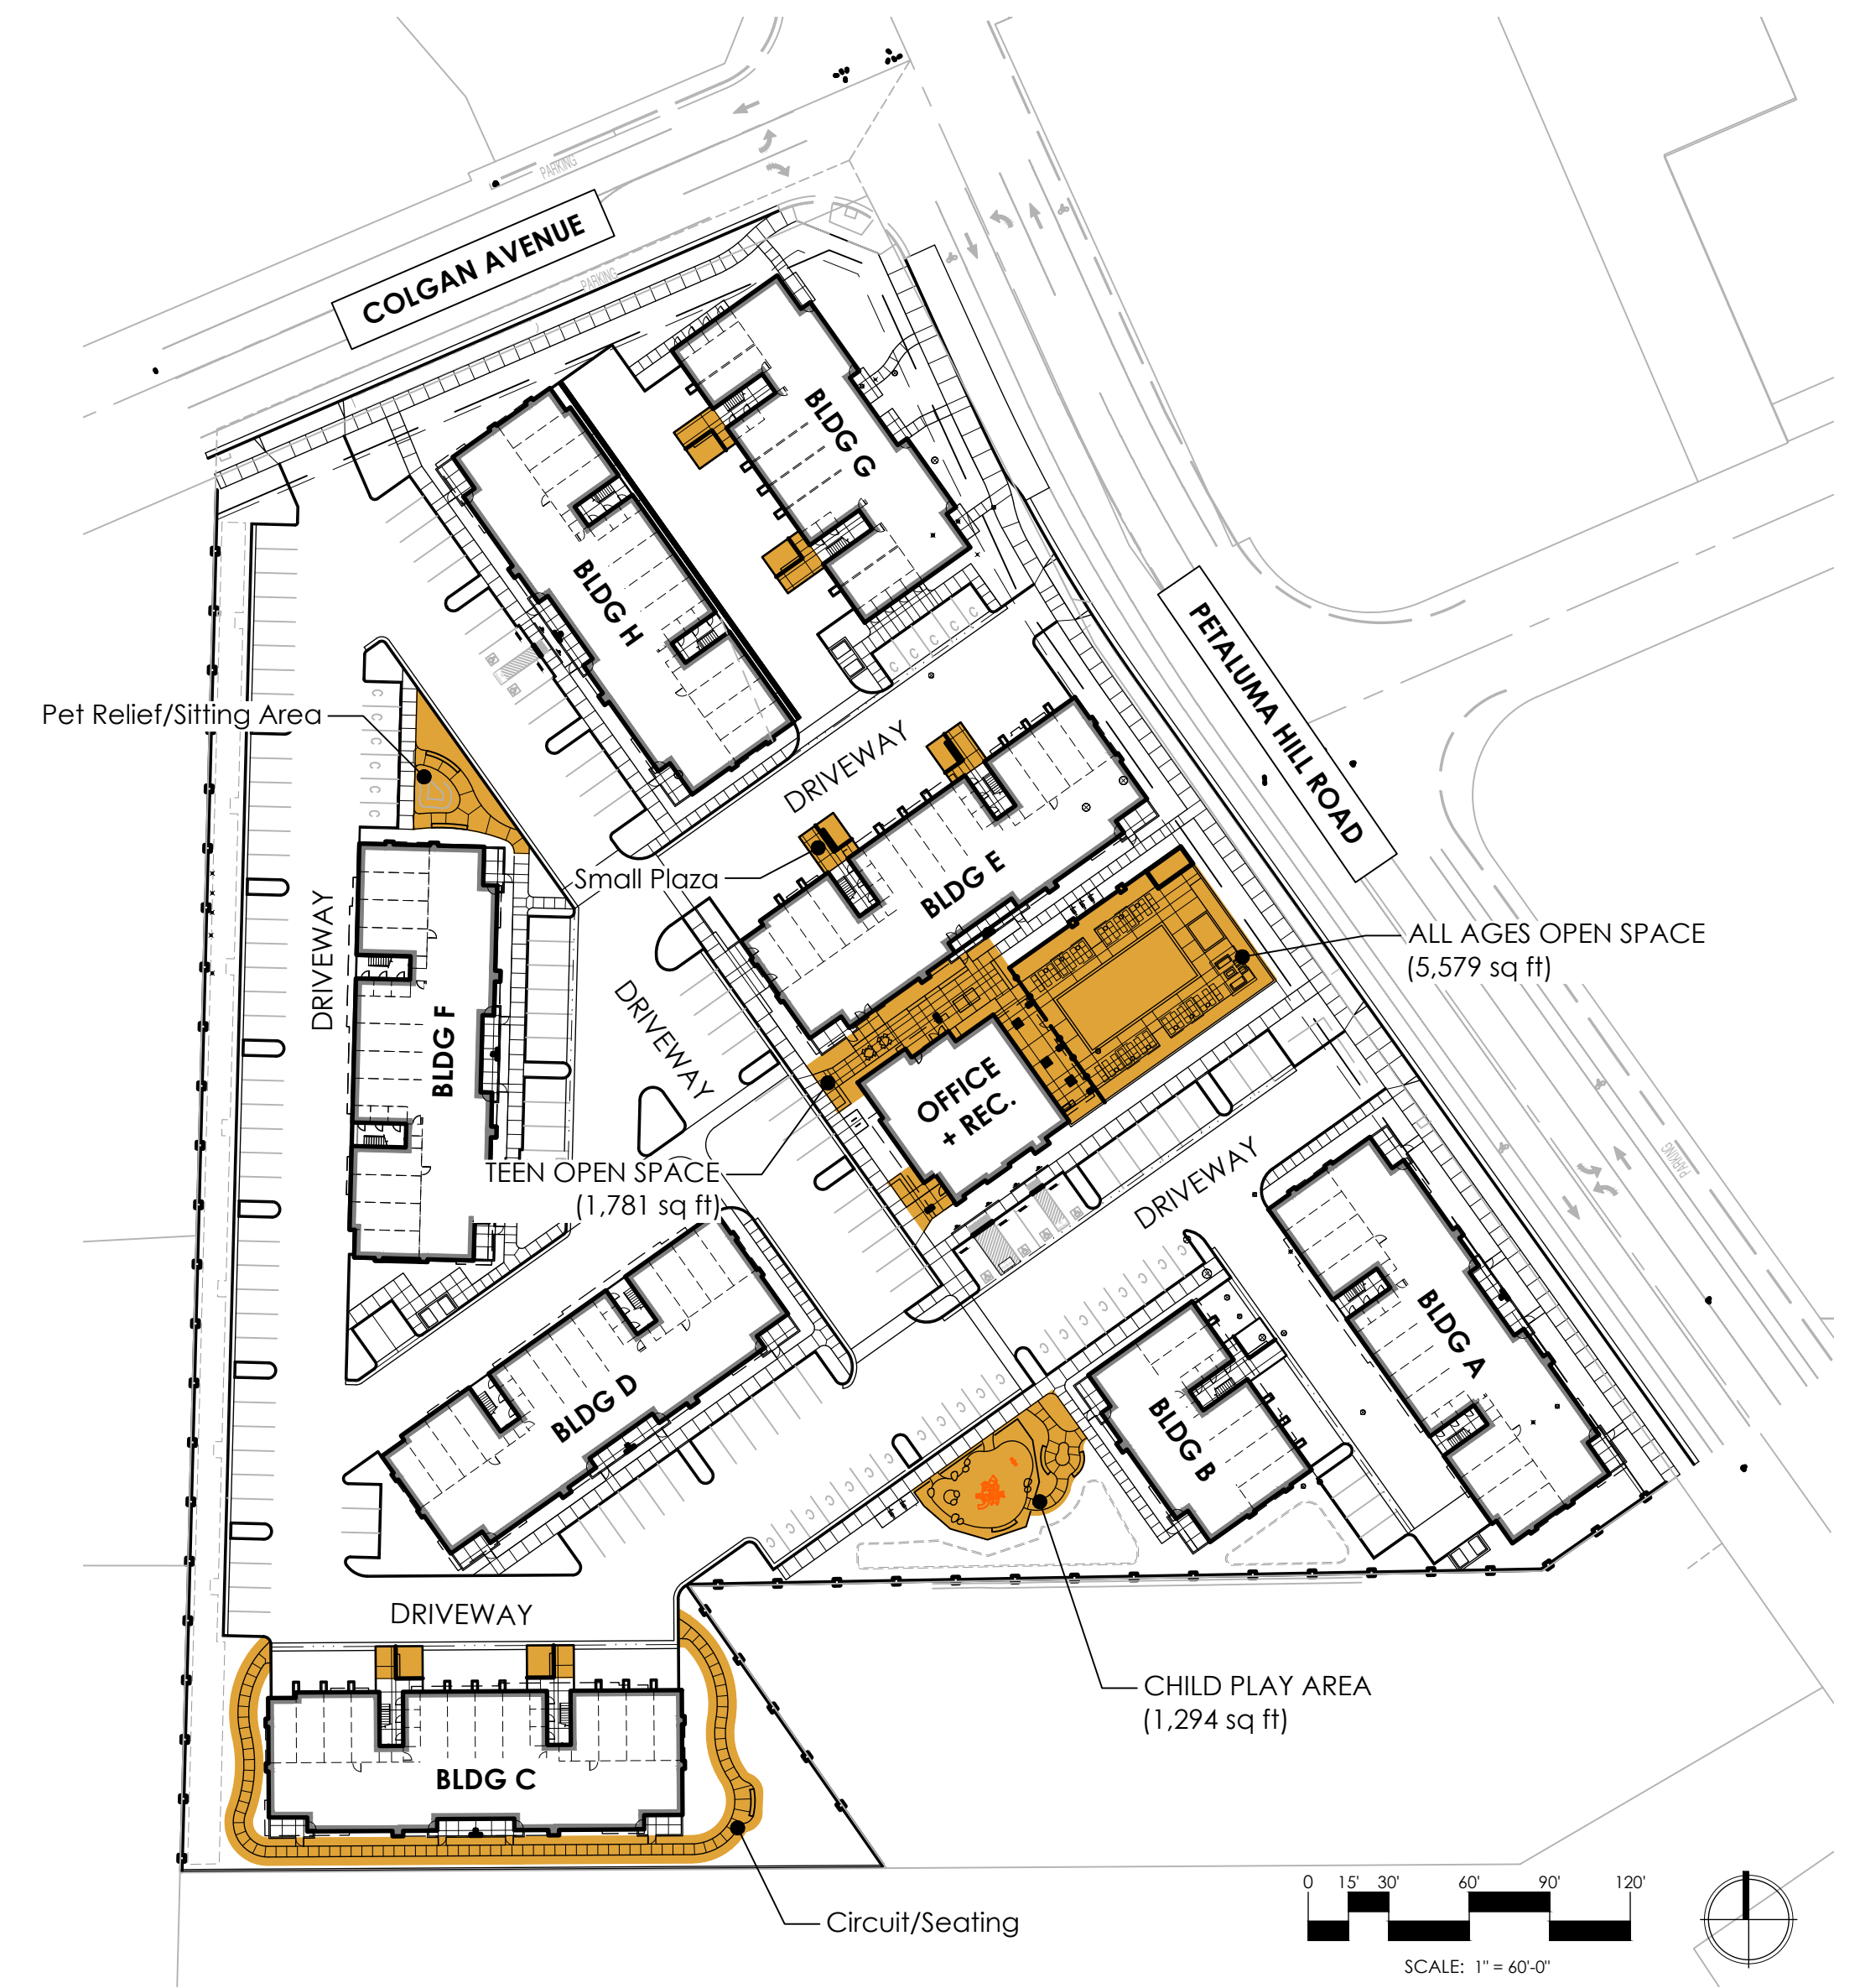 PARKING
COLGAN AVENUE
PARKING
BLDG G
BLDG H
PETALUMA HILL ROAD
C
C
C
C
C
Pet Relief/Sitting Area
C
C
C
C
C
C
DRIVEWAY
Small Plaza
BLDG E
DRIVEWAY
ALL AGES OPEN SPACE
(5,579 sq ft)
DRIVEWAY
BLDG F
OFFICE
+ REC.
TEEN OPEN SPACE
(1,781 sq ft)
PARKING
DRIVEWAY
BLDG A
BLDG D
BLDG B
DRIVEWAY
CHILD PLAY AREA
(1,294 sq ft)
BLDG C
Circuit/Seating
0 15' 30' 60' 90' 120'
SCALE: 1" = 60'-0"